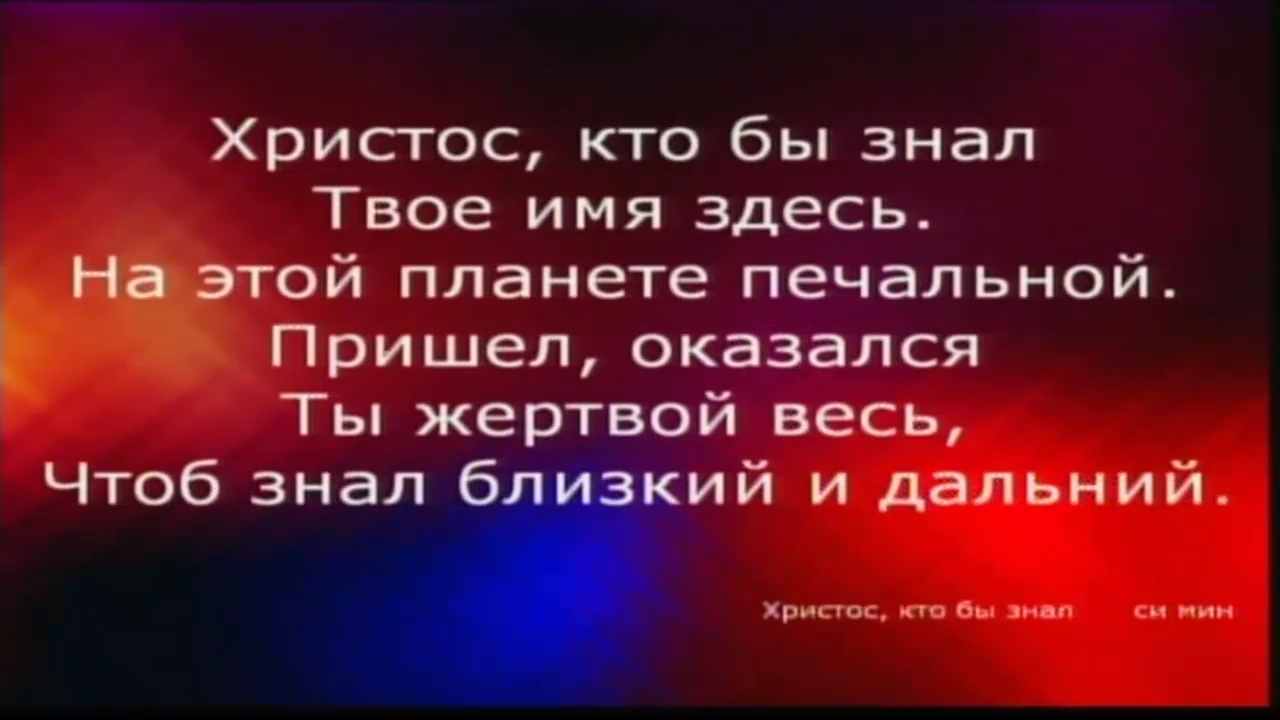 Христос, кто бы знал
Твое имя здесь.
На этой планете печальной.
Пришел, оказался
Ты жертвой весь,
Чтоб знал близкий и дальний.
Христос, кто бы знал си мин